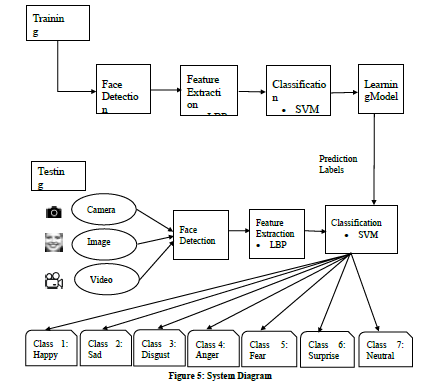 Trainin
g
Face
Detectio
n
Feature
Extracti
on
LBP
Classificatio
n
• SVM
Learnin
gModel
Prediction
Labels
Testin
g
Camera
Image
Video
Face
Detection
Feature
Extraction
• LBP
Classification
• SVM
Class 1:
Happy
Class 2:
Sad
Class 3:
Disgust
Class 4:
Anger
Class 5:
Fear
Class 6:
Surprise
Class 7:
Neutral
Figure 5: System Diagram